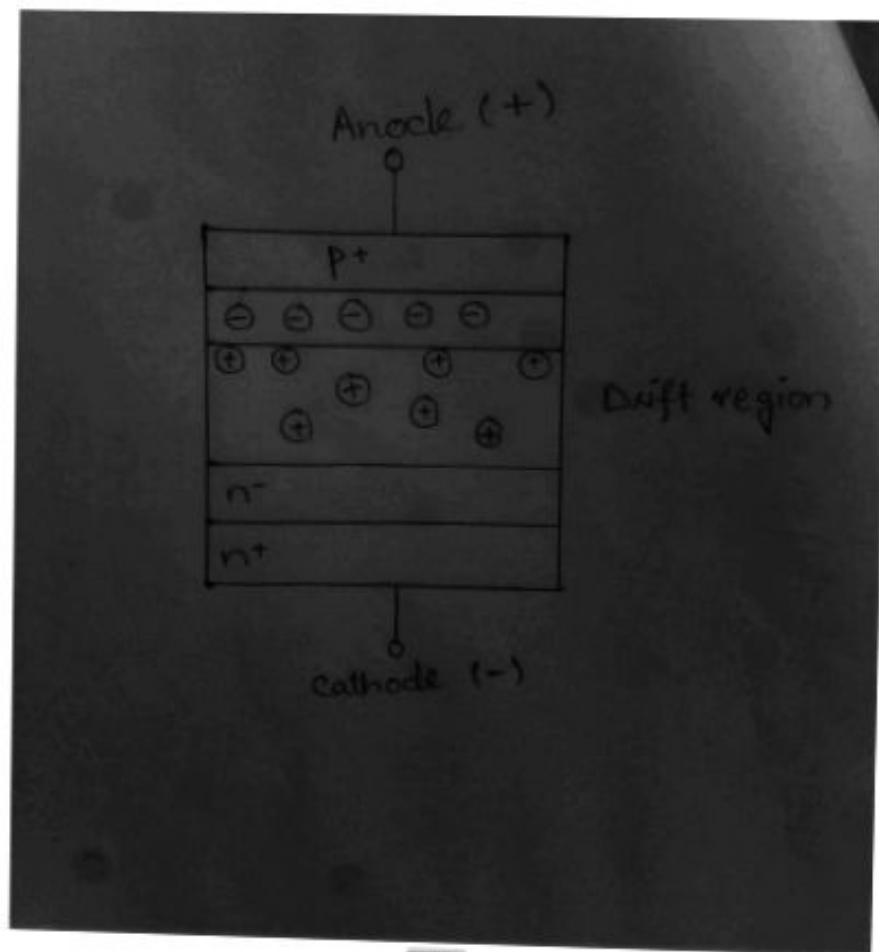 Anode (+)
p+
- - - - -
+ + + +
+
+
+ +
Drift region
n-
n+
Cathode (-)